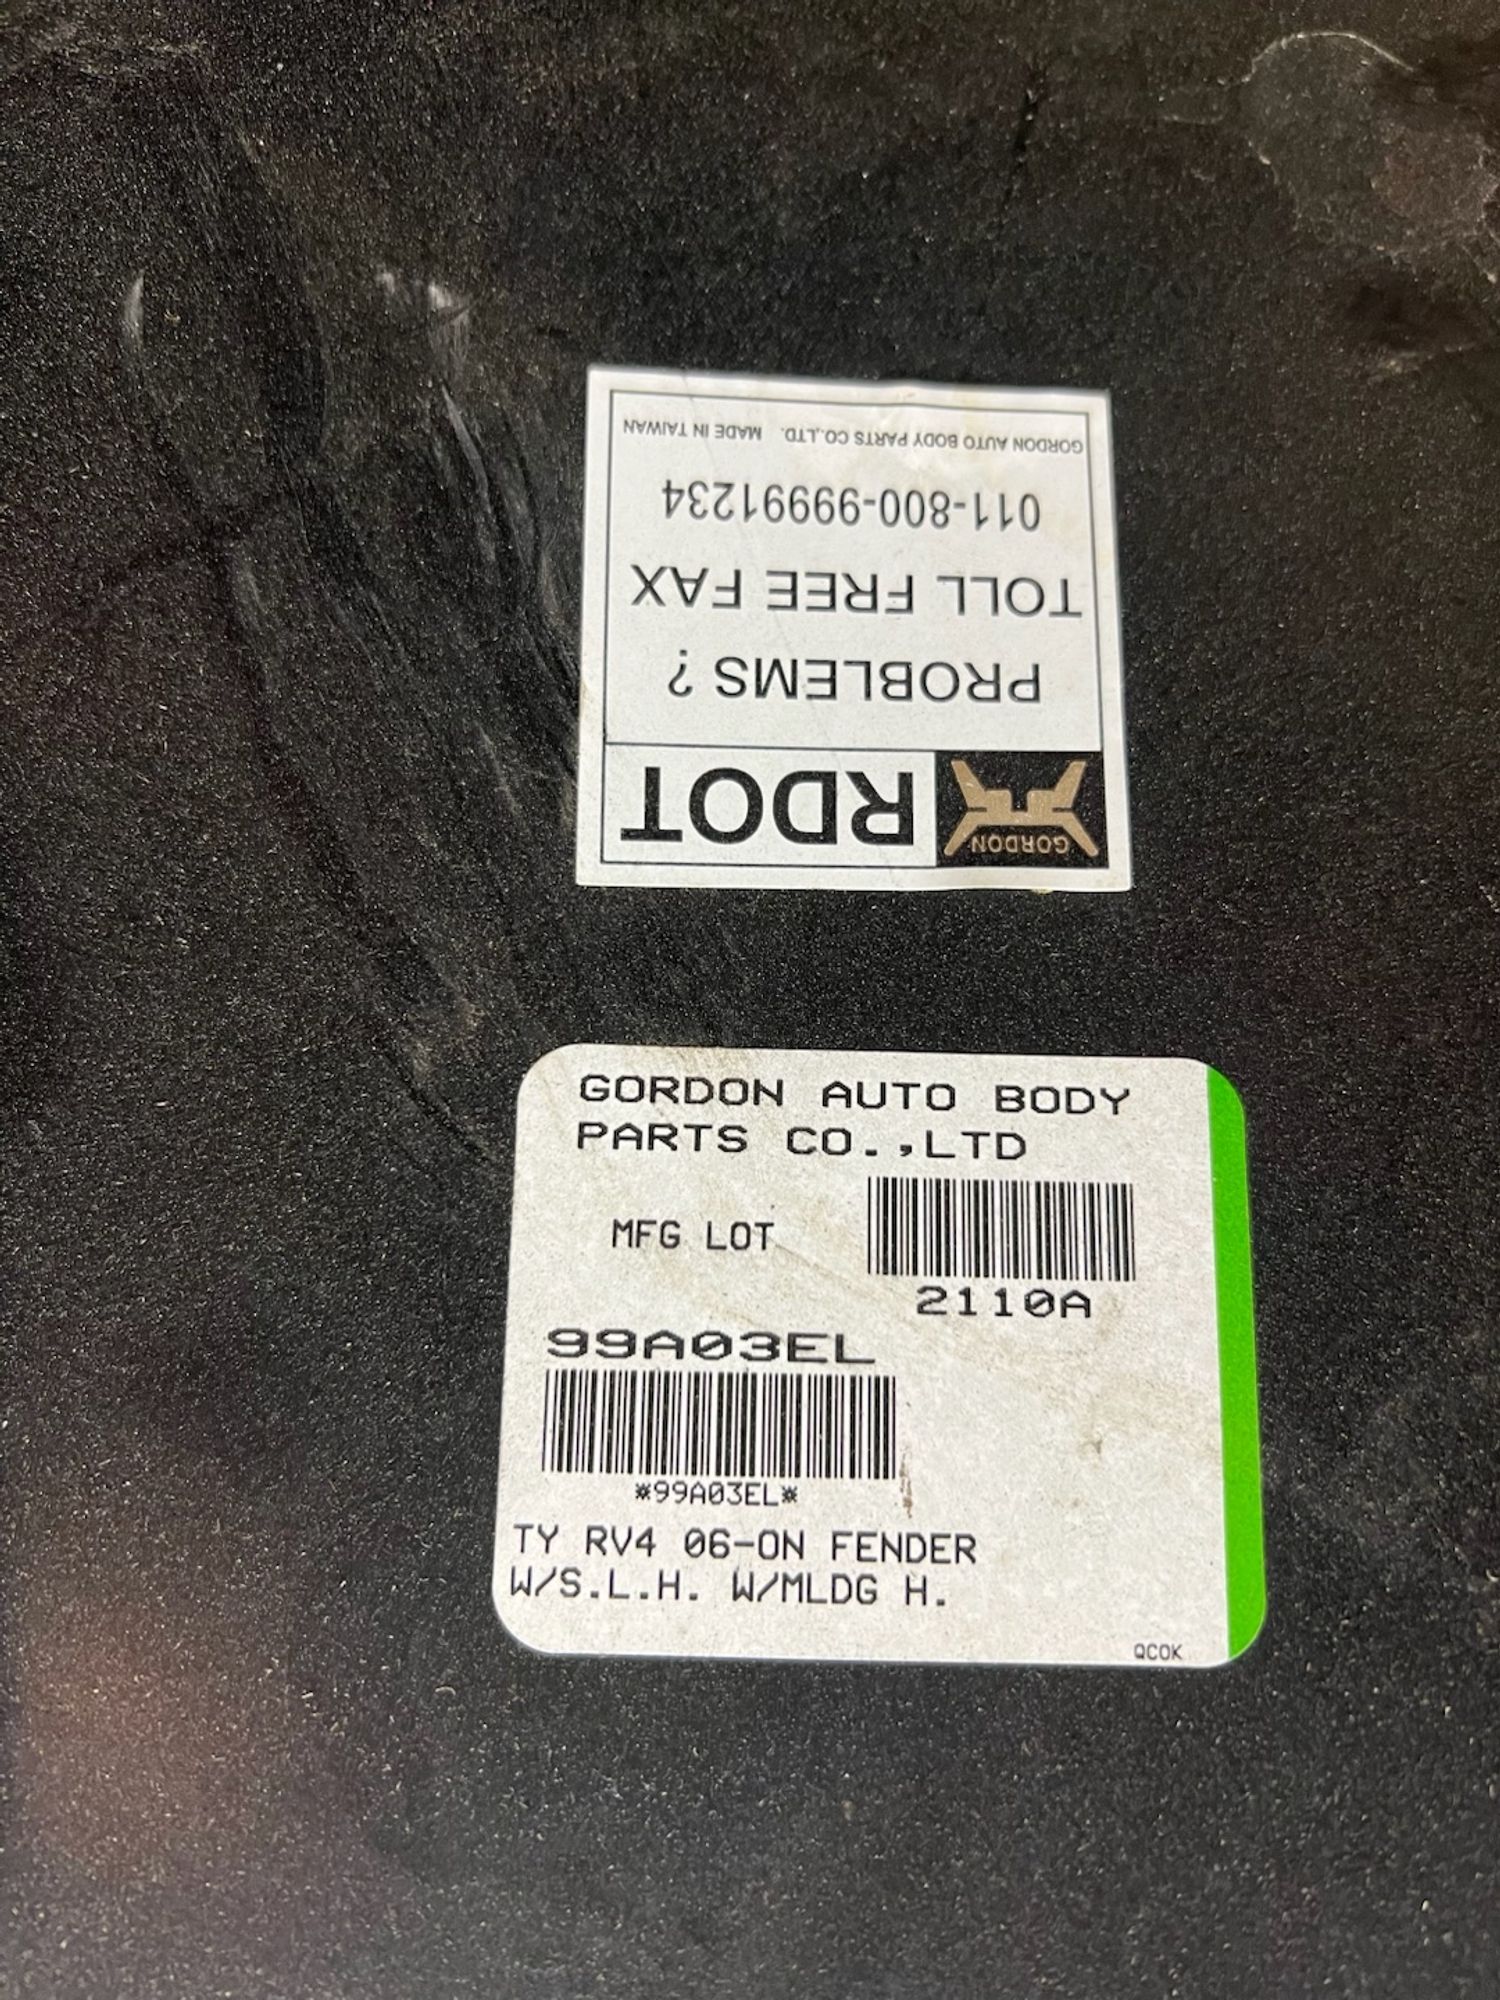 GORDON RDOT
PROBLEMS ?
TOLL FREE FAX
011-800-99991234
GORDON AUTO BODY PARTS CO.,LTD. MADE IN TAIWAN
GORDON AUTO BODY
PARTS CO.,LTD
MFG LOT
2110A
99A03EL
*99A03EL*
TY RV4 06-ON FENDER
W/S.L.H. W/MLDG H.
QCOK